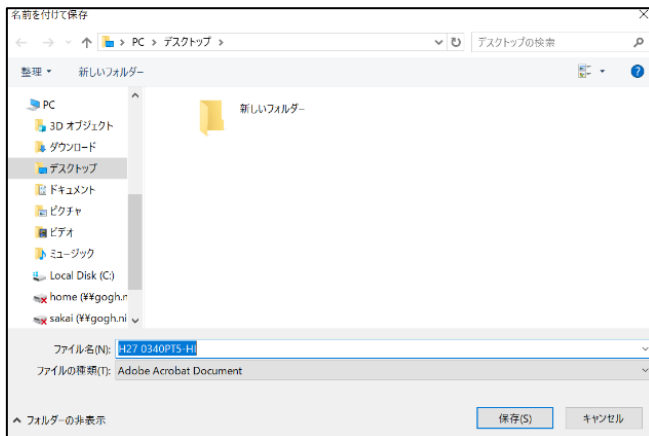 名前を付けて保存
PC > デスクトップ >
デスクトップの検索
整理
新しいフォルダー
PC
3D オブジェクト
ダウンロード
デスクトップ
ドキュメント
ピクチャ
ビデオ
ミュージック
Local Disk (C:)
home (¥¥gogh.n
sakai (¥¥gogh.ni
新しいフォルダー
ファイル名(N): H27 0340PT5-HI
ファイルの種類(T): Adobe Acrobat Document
フォルダーの非表示
保存(S)
キャンセル